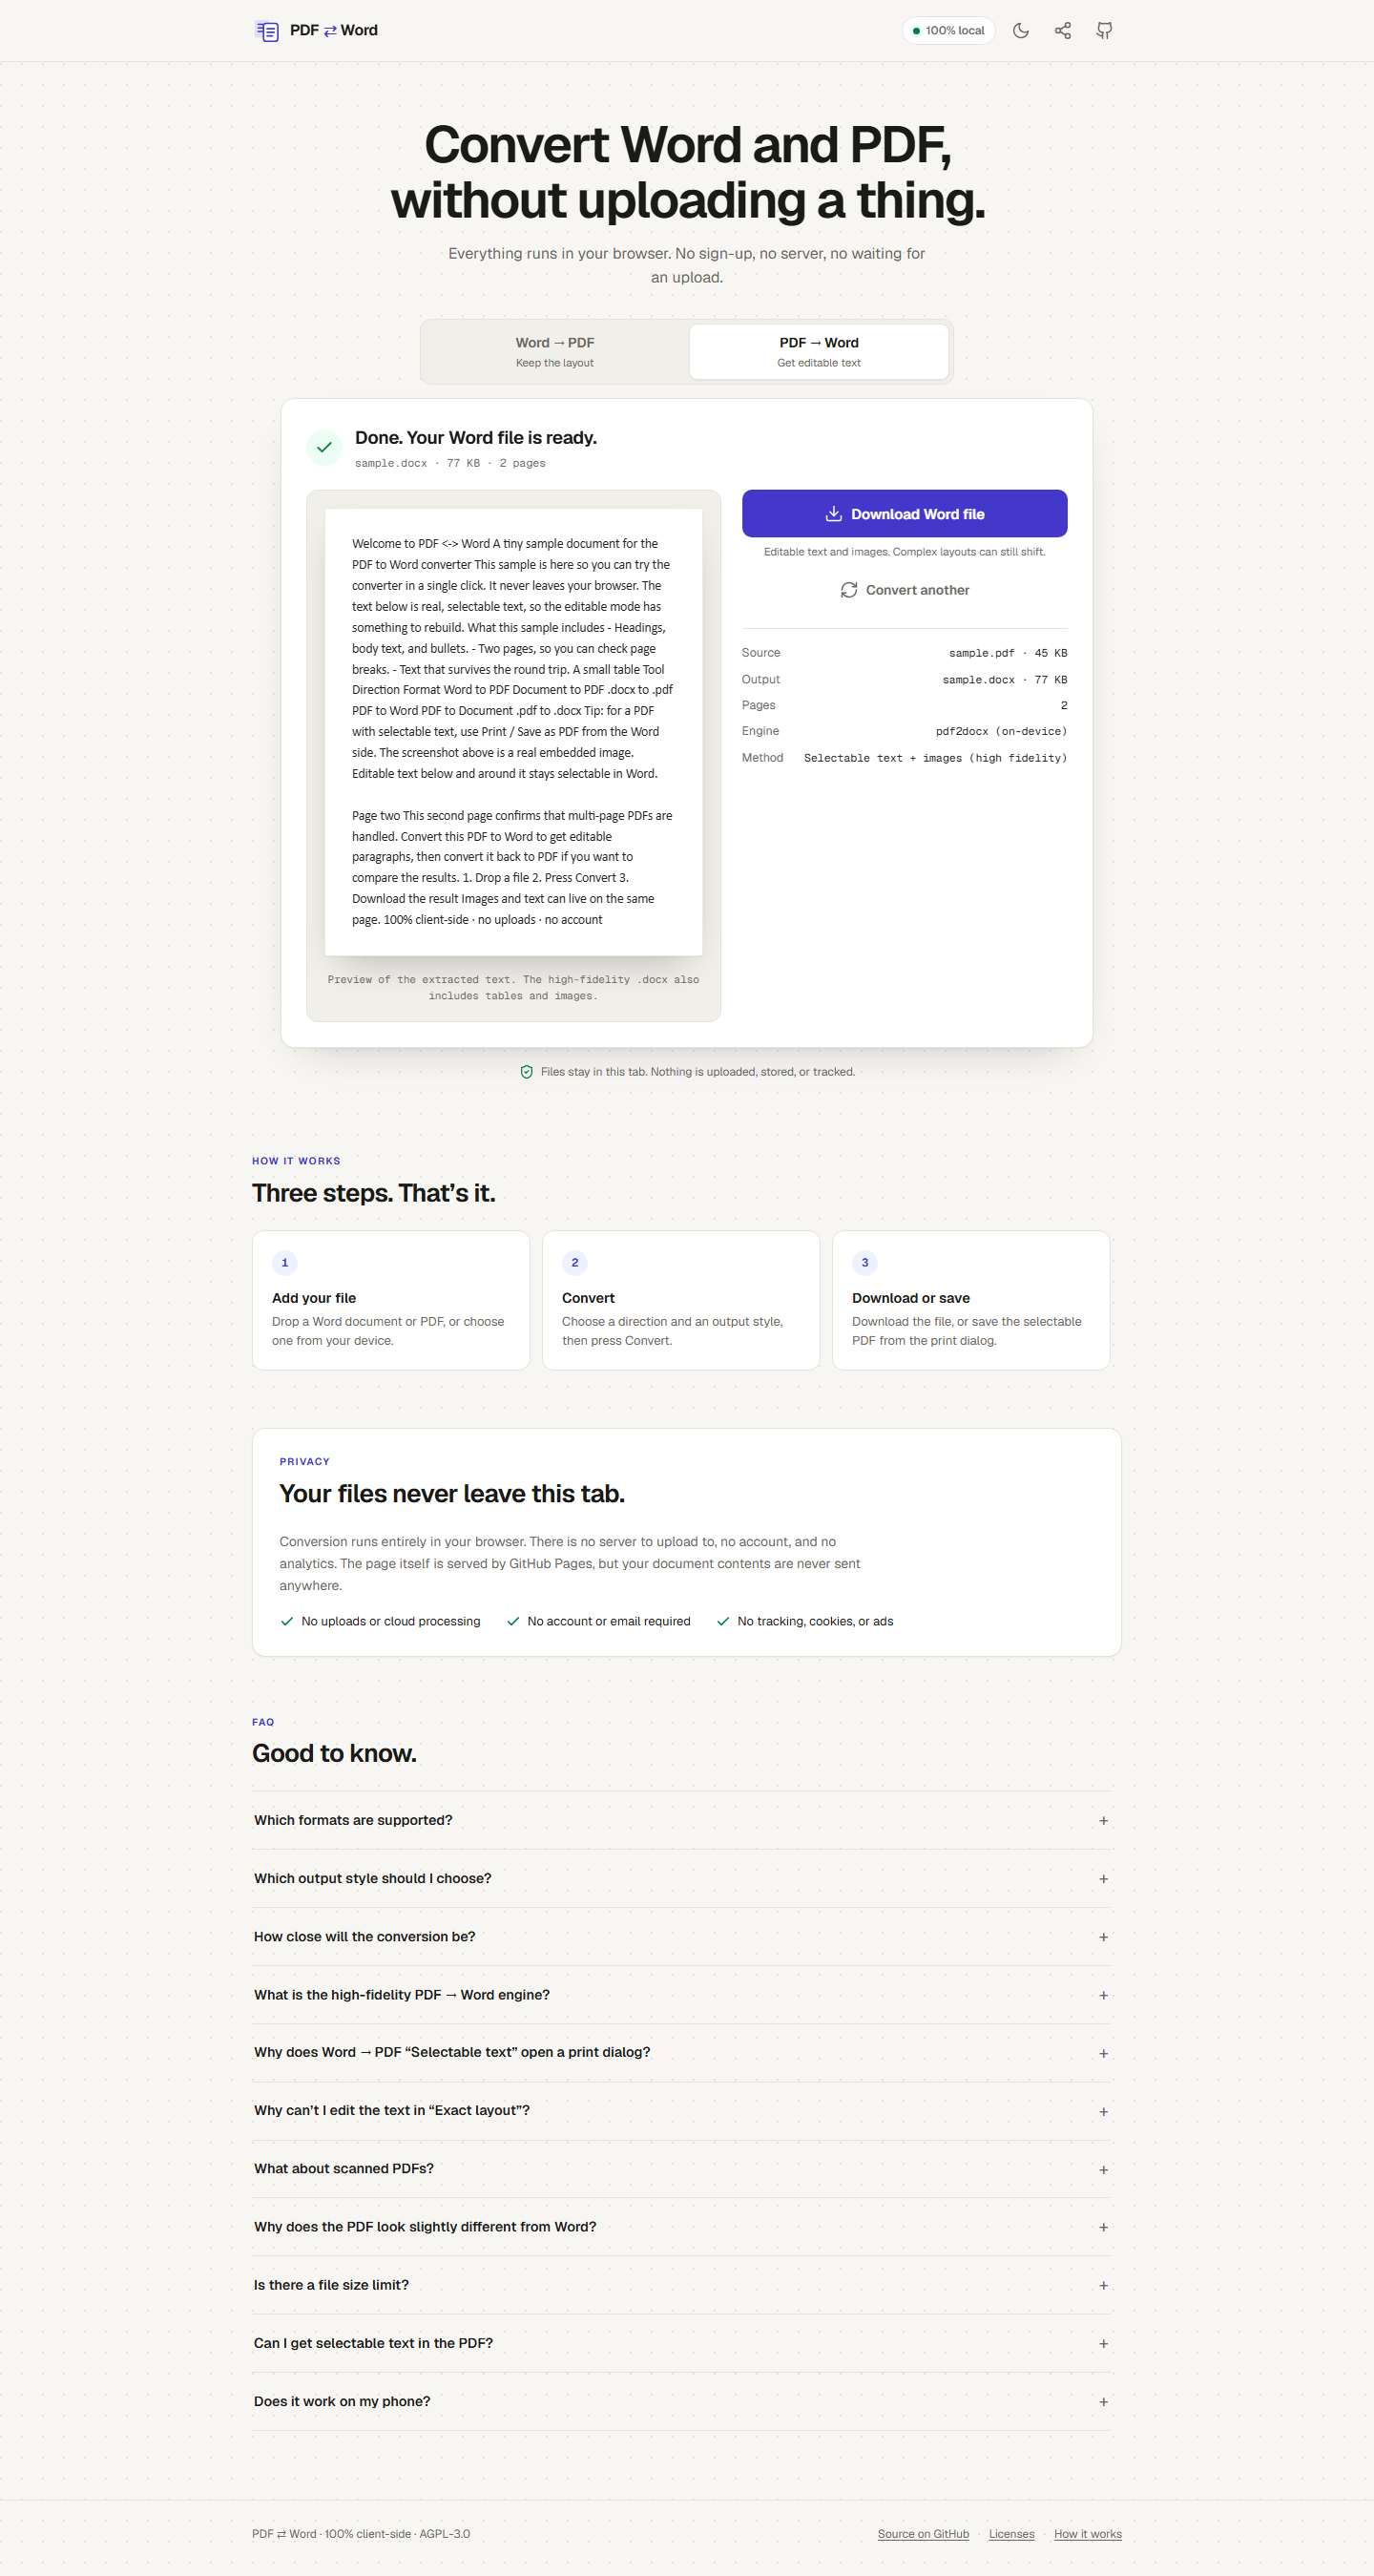 PDF ⇄ Word
100% local
Convert Word and PDF,
without uploading a thing.
Everything runs in your browser. No sign-up, no server, no waiting for
an upload.
Word → PDF
Keep the layout
PDF → Word
Get editable text
Done. Your Word file is ready.
sample.docx · 77 KB · 2 pages
Welcome to PDF <-> Word A tiny sample document for the
PDF to Word converter This sample is here so you can try the
converter in a single click. It never leaves your browser. The
text below is real, selectable text, so the editable mode has
something to rebuild. What this sample includes - Headings,
body text, and bullets. - Two pages, so you can check page
breaks. - Text that survives the round trip. A small table Tool
Direction Format Word to PDF Document to PDF .docx to .pdf
PDF to Word PDF to Document .pdf to .docx Tip: for a PDF
with selectable text, use Print / Save as PDF from the Word
side. The screenshot above is a real embedded image.
Editable text below and around it stays selectable in Word.
Page two This second page confirms that multi-page PDFs are
handled. Convert this PDF to Word to get editable
paragraphs, then convert it back to PDF if you want to
compare the results. 1. Drop a file 2. Press Convert 3.
Download the result Images and text can live on the same
page. 100% client-side · no uploads · no account
Preview of the extracted text. The high-fidelity .docx also
includes tables and images.
Download Word file
Editable text and images. Complex layouts can still shift.
Convert another
Source sample.pdf · 45 KB
Output sample.docx · 77 KB
Pages 2
Engine pdf2docx (on-device)
Method Selectable text + images (high fidelity)
Files stay in this tab. Nothing is uploaded, stored, or tracked.
HOW IT WORKS
Three steps. That’s it.
1
Add your file
Drop a Word document or PDF, or choose
one from your device.
2
Convert
Choose a direction and an output style,
then press Convert.
3
Download or save
Download the file, or save the selectable
PDF from the print dialog.
PRIVACY
Your files never leave this tab.
Conversion runs entirely in your browser. There is no server to upload to, no account, and no
analytics. The page itself is served by GitHub Pages, but your document contents are never sent
anywhere.
No uploads or cloud processing
No account or email required
No tracking, cookies, or ads
FAQ
Good to know.
Which formats are supported? +
Which output style should I choose? +
How close will the conversion be? +
What is the high-fidelity PDF → Word engine? +
Why does Word → PDF “Selectable text” open a print dialog? +
Why can’t I edit the text in “Exact layout”? +
What about scanned PDFs? +
Why does the PDF look slightly different from Word? +
Is there a file size limit? +
Can I get selectable text in the PDF? +
Does it work on my phone? +
PDF ⇄ Word · 100% client-side · AGPL-3.0
Source on GitHub · Licenses · How it works